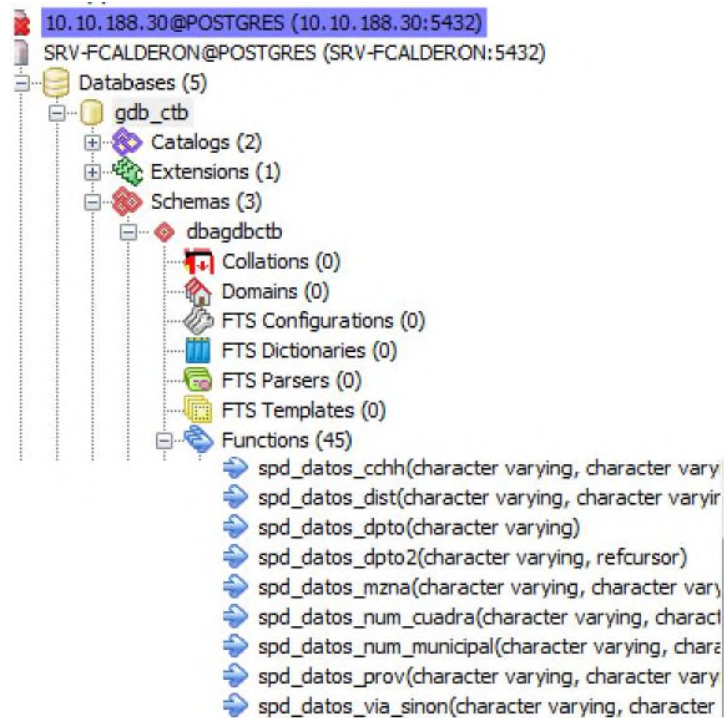 10.10.188.30@POSTGRES (10.10.188.30:5432)
SRV-FCALDERON@POSTGRES (SRV-FCALDERON:5432)
Databases (5)
gdb_ctb
Catalogs (2)
Extensions (1)
Schemas (3)
dbagdbctb
Collations (0)
Domains (0)
FTS Configurations (0)
FTS Dictionaries (0)
FTS Parsers (0)
FTS Templates (0)
Functions (45)
spd_datos_cchh(character varying, character vary
spd_datos_dist(character varying, character varyir
spd_datos_dpto(character varying)
spd_datos_dpto2(character varying, refcursor)
spd_datos_mzna(character varying, character vary
spd_datos_num_cuadra(character varying, charact
spd_datos_num_municipal(character varying, chara
spd_datos_prov(character varying, character vary
spd_datos_via_sinon(character varying, character